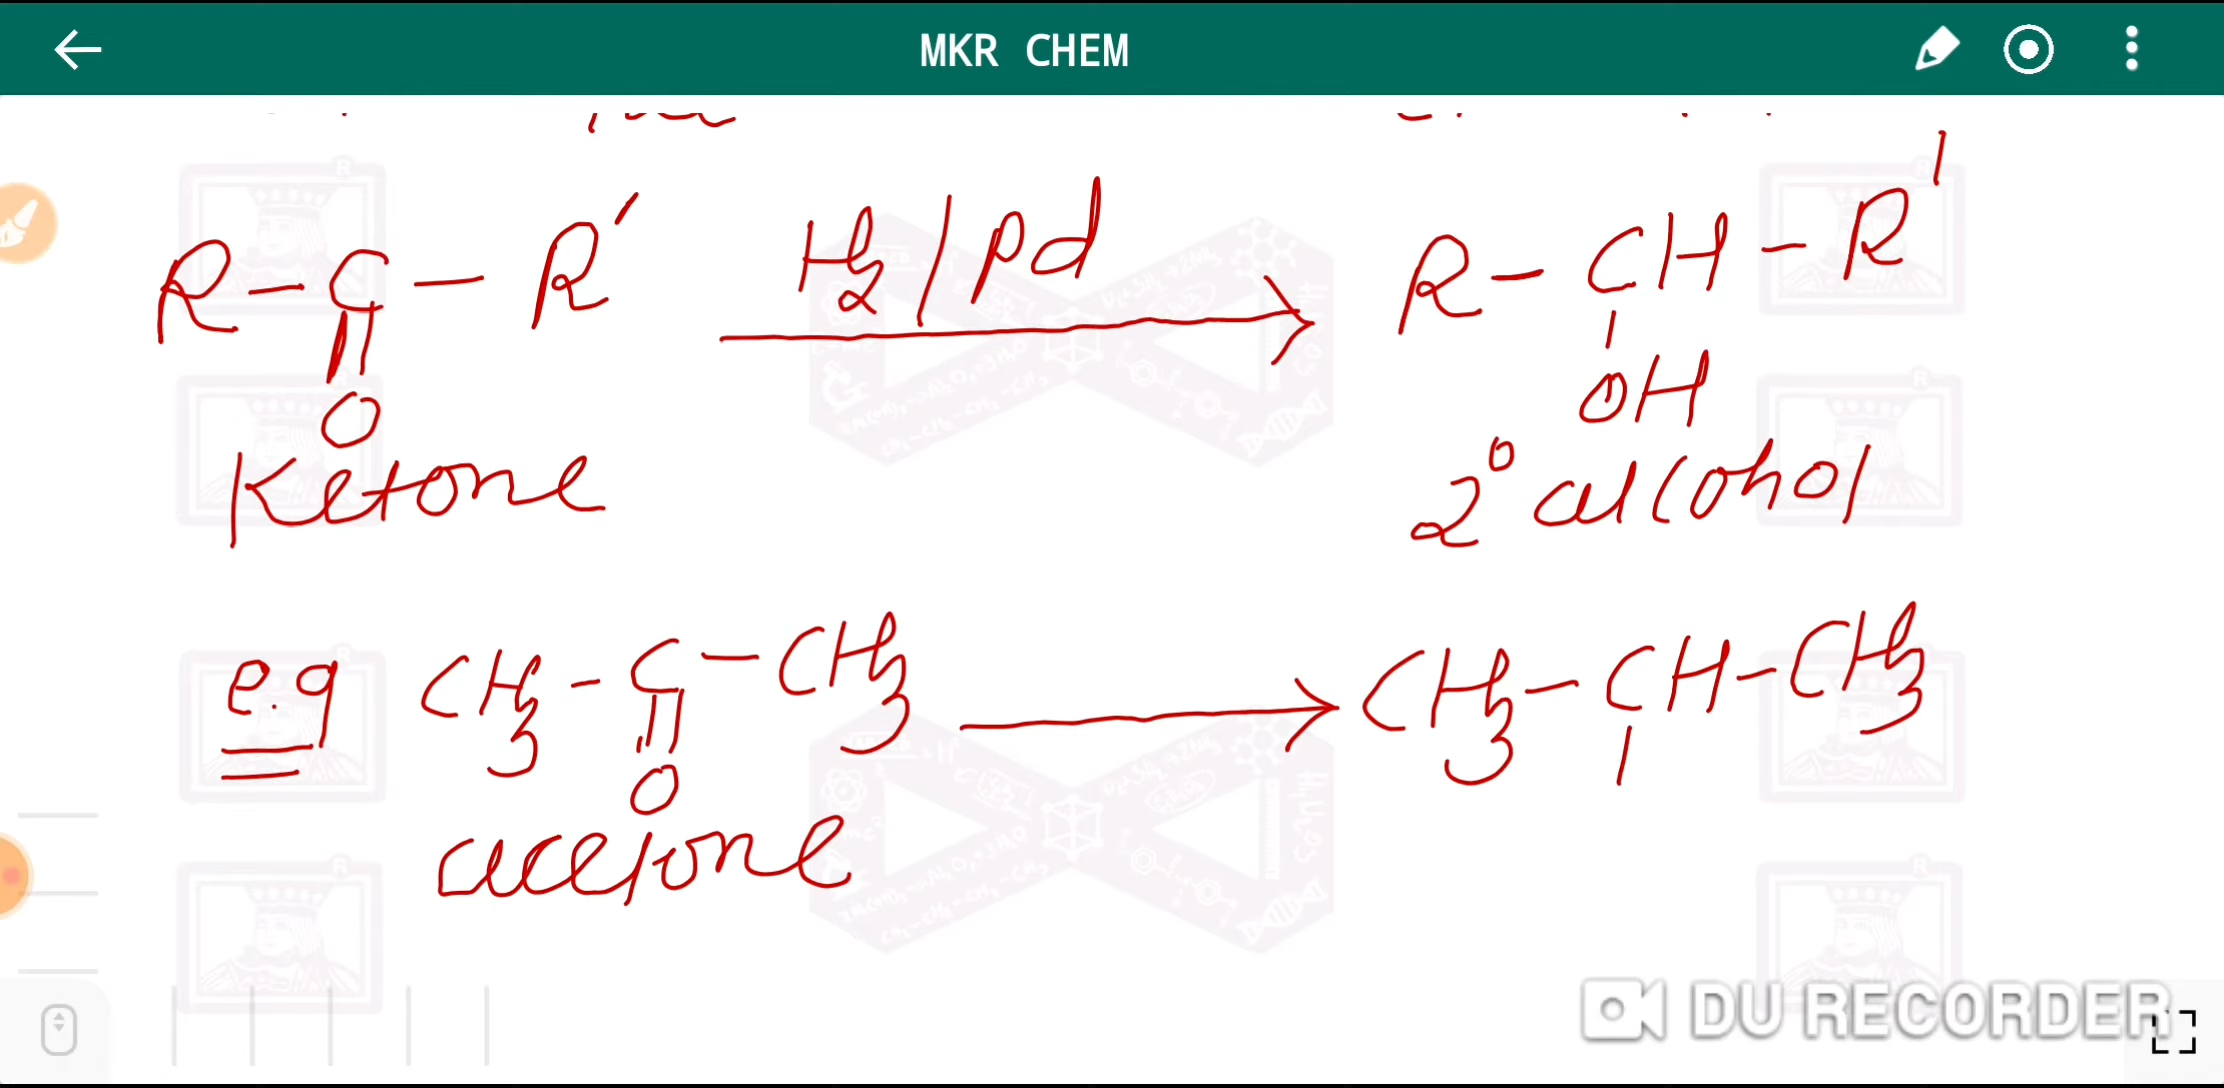 MKR CHEM
R-C-R' H2/Pd R-CH-R'
|| |
O OH
Ketone 2° alcohol
e.g CH3-C-CH3 CH3-CH-CH3
|| |
O
acetone
DU RECORDER